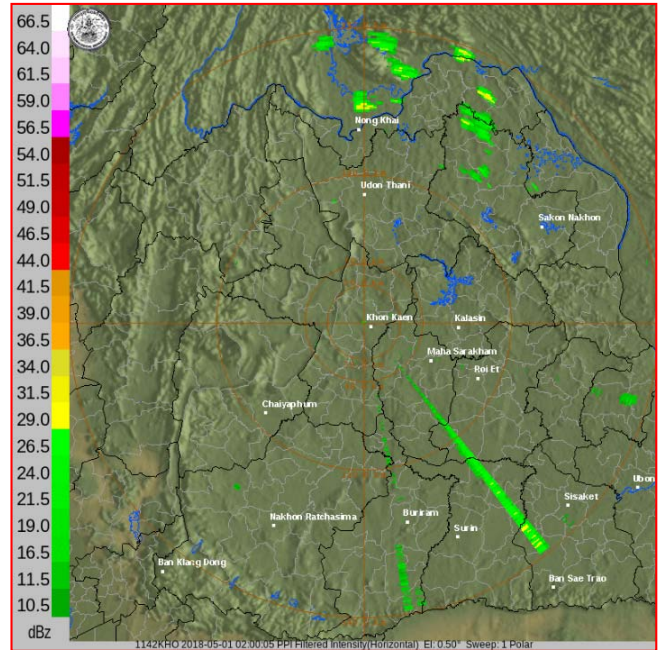 66.5
64.0
61.5
59.0
56.5
54.0
51.5
49.0
46.5
44.0
41.5
39.0
36.5
34.0
31.5
29.0
26.5
24.0
21.5
19.0
16.5
11.5
10.5
dBz
Nong Khai
Udon Thani
Sakon Nakhon
Khon Kaen
Kalasin
Maha Sarakham
Roi Et
Chaiyaphum
Ubon
Sisaket
Nakhon Ratchasima
Buriram
Surin
Ban Klang Dong
Ban Sae Trao
1142KHO 2018-05-01 02:00:05 PPI Filtered Intensity(Horizontal) El: 0.50° Sweep: 1 Polar